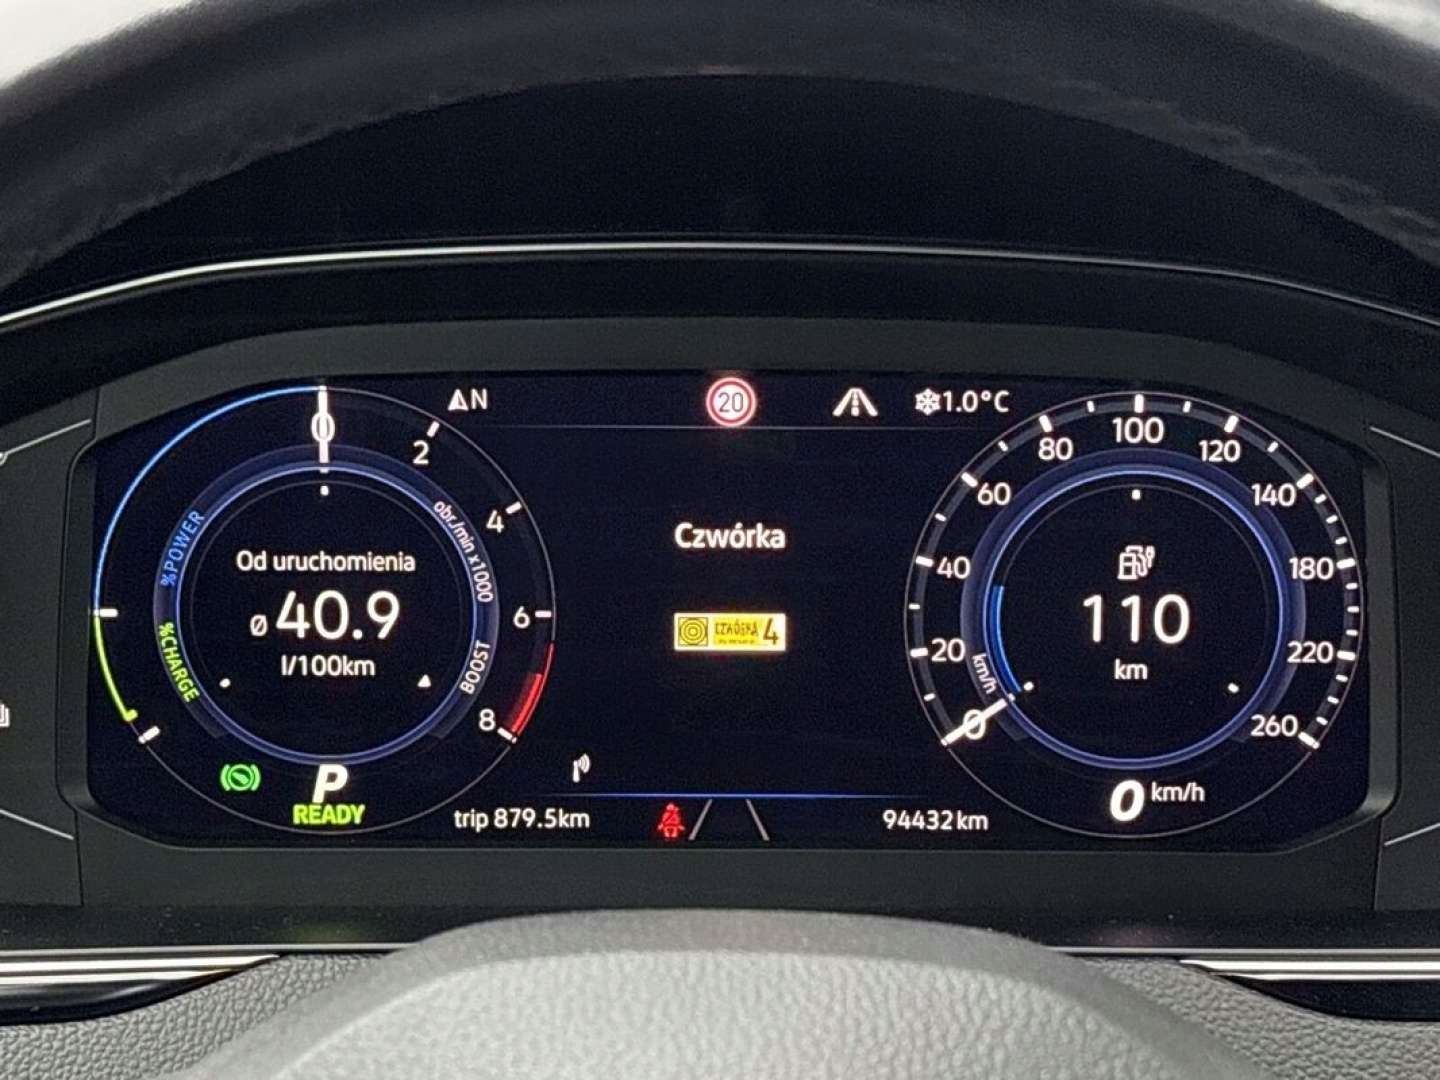 N
20
1.0°C
0
2
4
6
8
%POWER
%CHARGE
obr./min x1000
BOOST
Od uruchomienia
ø40.9
l/100km
P
READY
trip 879.5km
Czwórka
CZWÓRKA 4
94432km
0
20
40
60
80
100
120
140
180
220
260
km/h
110
km
0 km/h